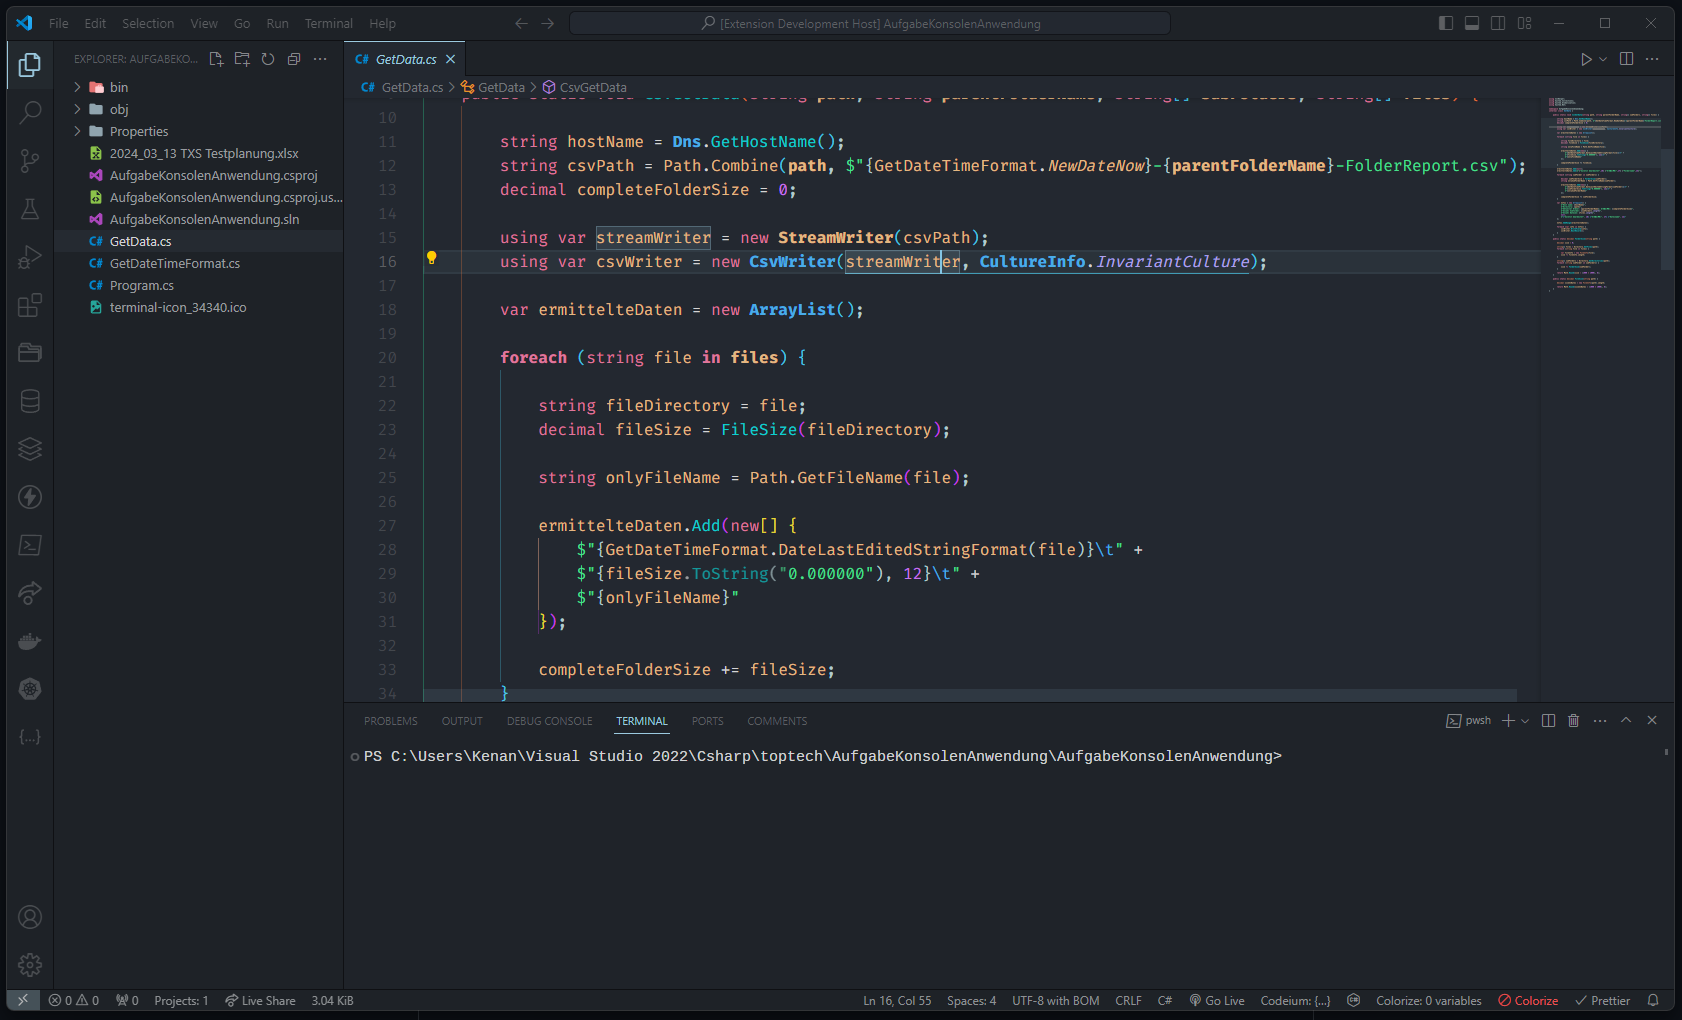 File Edit Selection View Go Run Terminal Help
[Extension Development Host] AufgabeKonsolenAnwendung
EXPLORER: AUFGABEKO...
bin
obj
Properties
2024_03_13 TXS Testplanung.xlsx
AufgabeKonsolenAnwendung.csproj
AufgabeKonsolenAnwendung.csproj.us...
AufgabeKonsolenAnwendung.sln
C# GetData.cs
C# GetDateTimeFormat.cs
C# Program.cs
terminal-icon_34340.ico
C# GetData.cs
C# GetData.cs > GetData > CsvGetData
10
11 string hostName = Dns.GetHostName();
12 string csvPath = Path.Combine(path, $"{GetDateTimeFormat.NewDateNow}-{parentFolderName}-FolderReport.csv");
13 decimal completeFolderSize = 0;
14
15 using var streamWriter = new StreamWriter(csvPath);
16 using var csvWriter = new CsvWriter(streamWriter, CultureInfo.InvariantCulture);
17
18 var ermittelteDaten = new ArrayList();
19
20 foreach (string file in files) {
21
22 string fileDirectory = file;
23 decimal fileSize = FileSize(fileDirectory);
24
25 string onlyFileName = Path.GetFileName(file);
26
27 ermittelteDaten.Add(new[] {
28 $"{GetDateTimeFormat.DateLastEditedStringFormat(file)}\t" +
29 $"{fileSize.ToString("0.000000"), 12}\t" +
30 $"{onlyFileName}"
31 });
32
33 completeFolderSize += fileSize;
34 }
PROBLEMS OUTPUT DEBUG CONSOLE TERMINAL PORTS COMMENTS
pwsh
PS C:\Users\Kenan\Visual Studio 2022\Csharp\toptech\AufgabeKonsolenAnwendung\AufgabeKonsolenAnwendung>
0 0 0 Projects: 1 Live Share 3.04 KiB
Ln 16, Col 55 Spaces: 4 UTF-8 with BOM CRLF C# Go Live Codeium: {...} Colorize: 0 variables Colorize Prettier